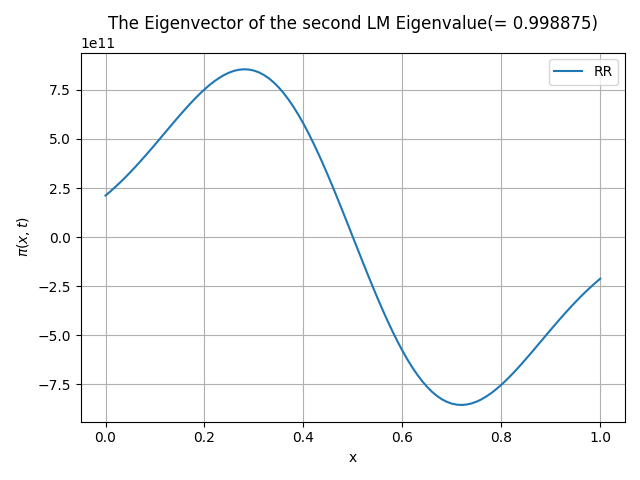 The Eigenvector of the second LM Eigenvalue(= 0.998875)
1e11
RR
7.5
5.0
2.5
0.0
−2.5
−5.0
−7.5
π(x, t)
0.0 0.2 0.4 0.6 0.8 1.0
x